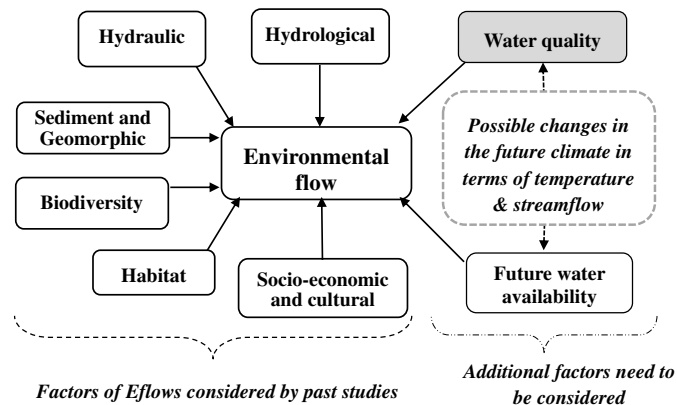 Hydraulic
Hydrological
Water quality
Sediment and
Geomorphic
Environmental
flow
Possible changes in
the future climate in
terms of temperature
& streamflow
Biodiversity
Habitat
Socio-economic
and cultural
Future water
availability
Factors of Eflows considered by past studies
Additional factors need to
be considered